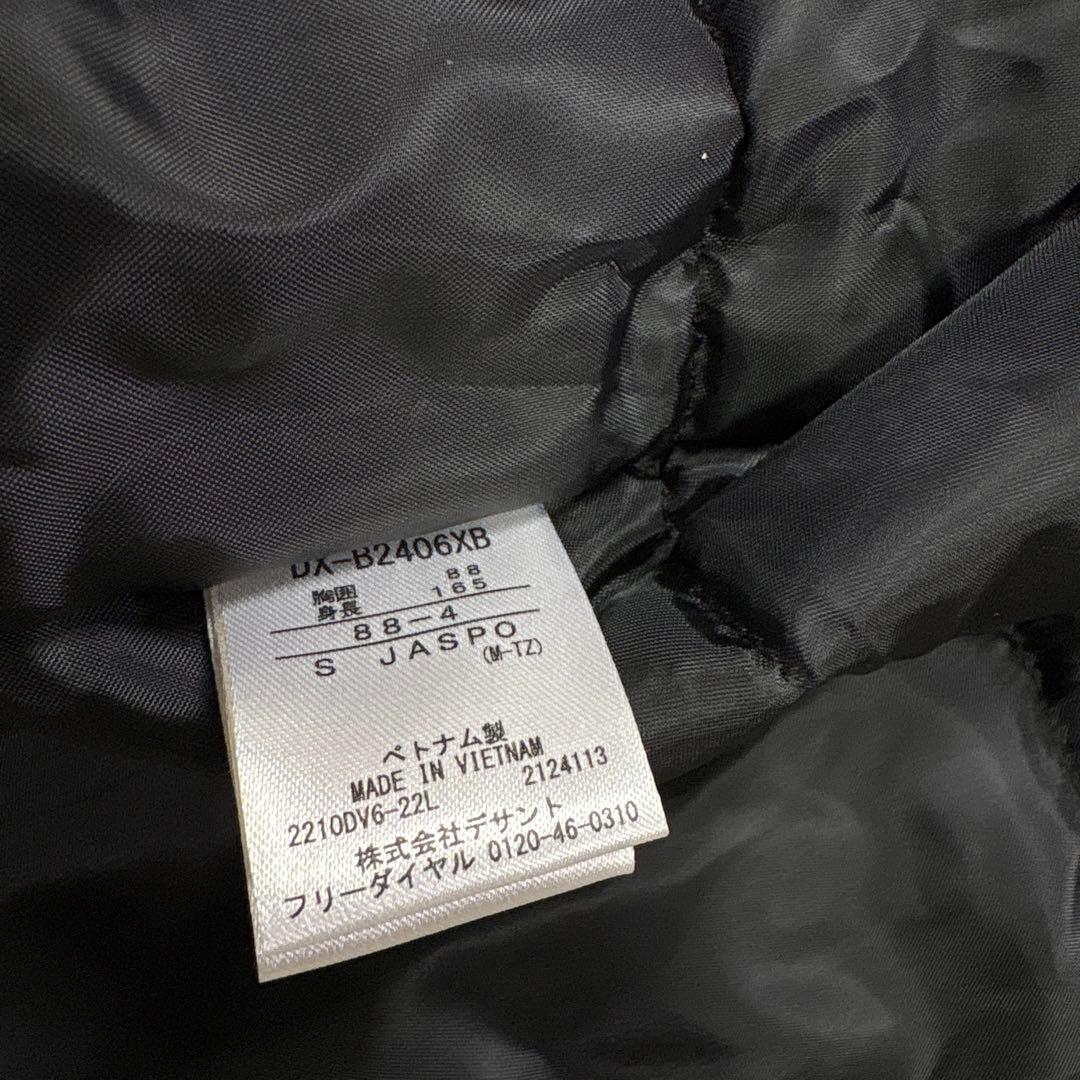 DX-B2406XB
胸囲 88
身長 165
88-4
S JASPO
(M-TZ)
ベトナム製
MADE IN VIETNAM
2210DV6-22L 2124113
株式会社デサント
フリーダイヤル 0120-46-0310